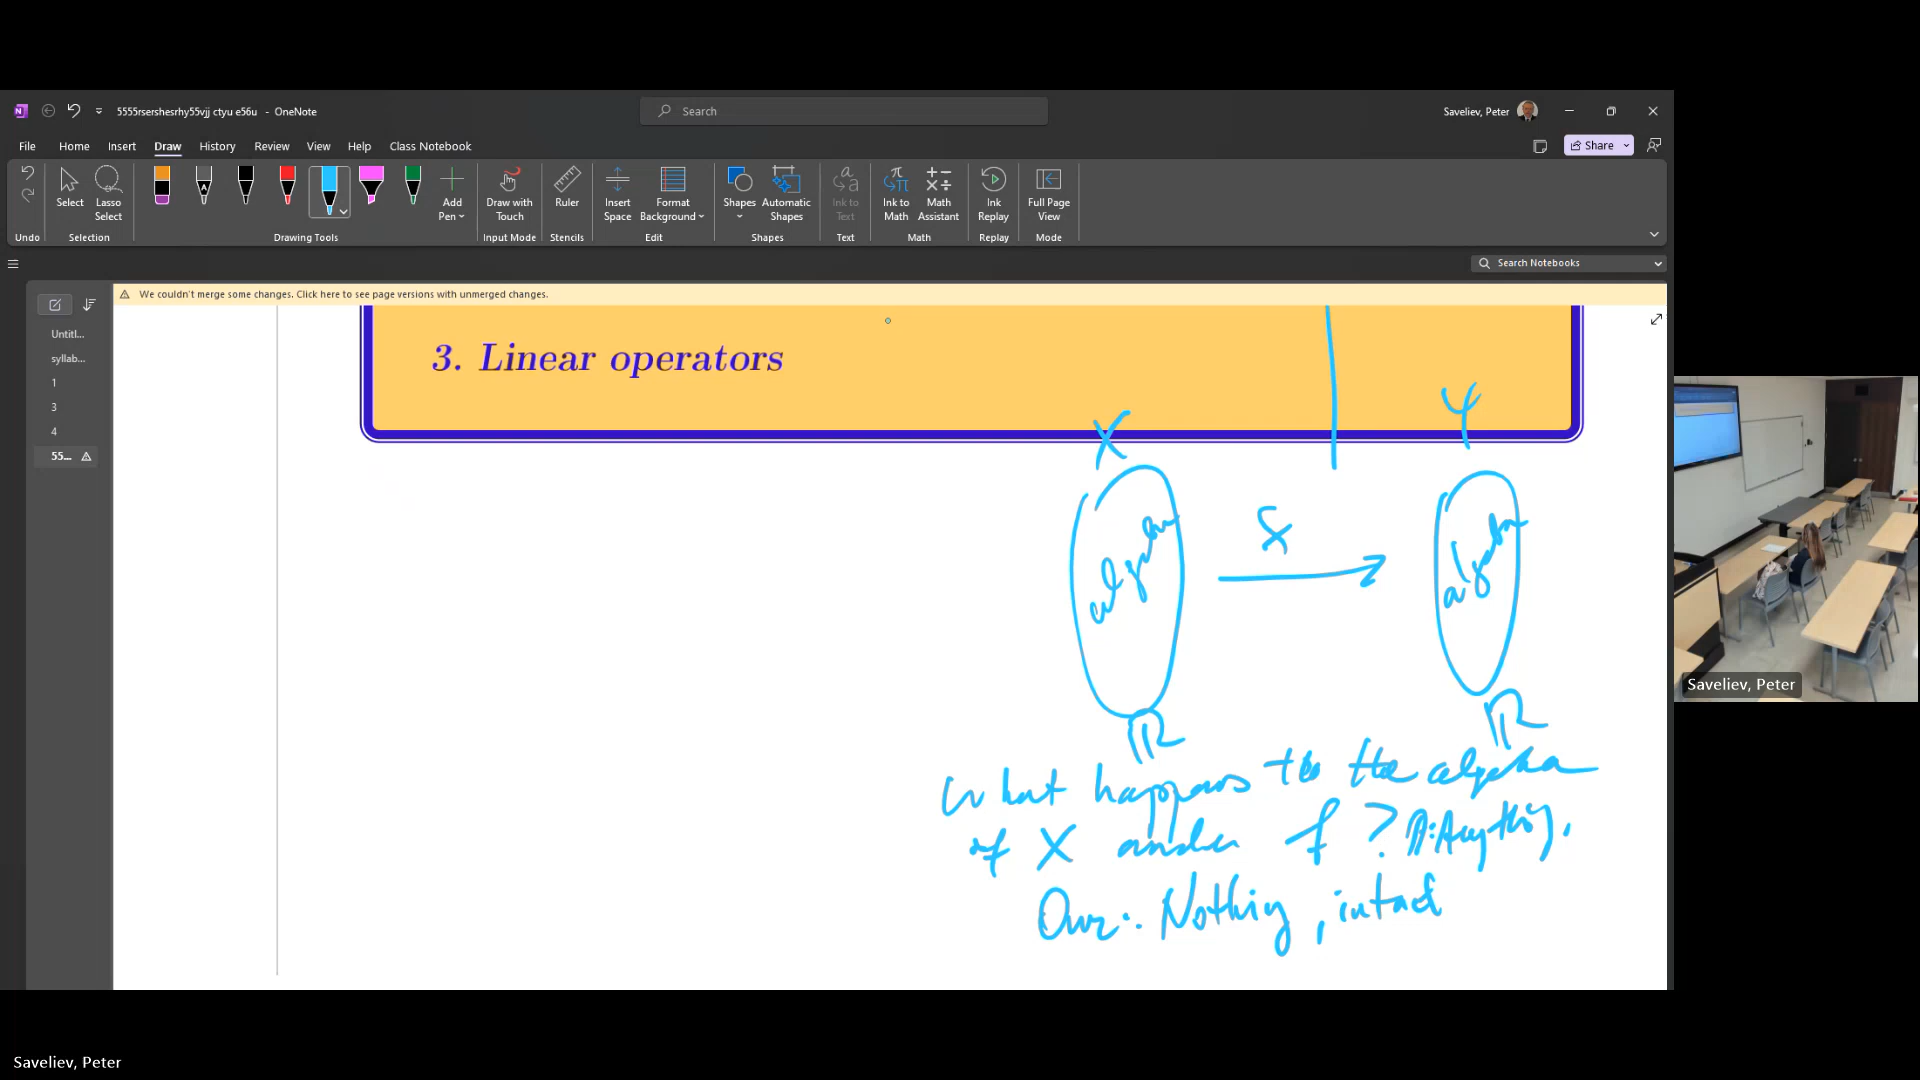 5555rsershesrhy55vjj ctyu e56u - OneNote
Search
Saveliev, Peter
File Home Insert Draw History Review View Help Class Notebook
Share
Select
Lasso Select
Add Pen
Draw with Touch
Ruler
Insert Space
Format Background
Shapes
Automatic Shapes
Ink to Text
Ink to Math
Math Assistant
Ink Replay
Full Page View
Undo Selection Drawing Tools Input Mode Stencils Edit Shapes Text Math Replay Mode
Search Notebooks
We couldn't merge some changes. Click here to see page versions with unmerged changes.
Untitl...
syllab...
1
3
4
55...
3. Linear operators
X
Y
algebra
f
algebra
ℝ
ℝ
What happens to the algebra
of X under f? A: Anything.
Our: Nothing, intact
Saveliev, Peter
Saveliev, Peter